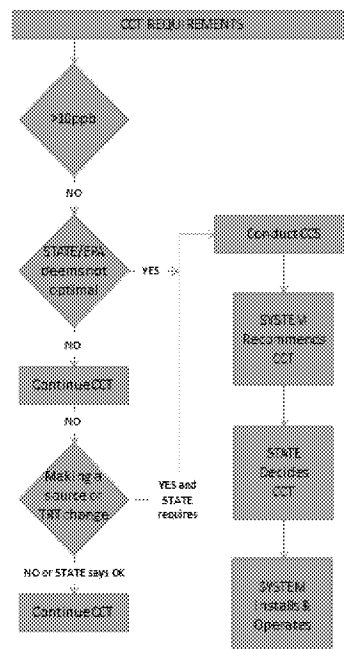 CCT REQUIREMENTS
>10ppb
NO
STATE/EPA
deems not
optimal
YES
Conduct CCS
SYSTEM
Recommends
CCT
NO
Continue CCT
NO
STATE
Decides
CCT
Making a
source or
TRT change
YES and
STATE
requires
NO or STATE says OK
Continue CCT
SYSTEM
Installs &
Operates